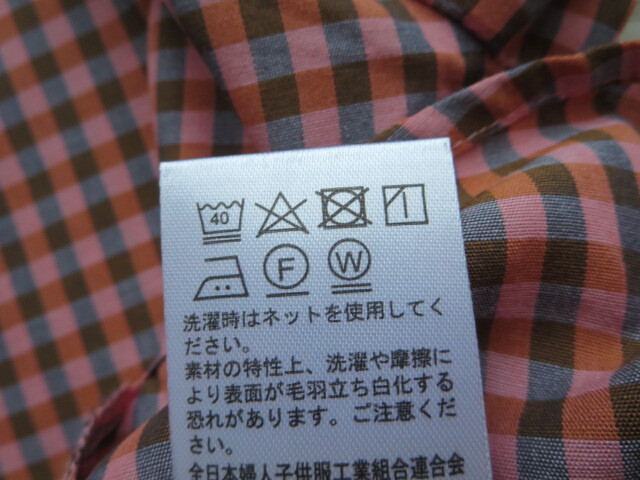 40
F W
洗濯時はネットを使用してく
ださい。
素材の特性上、洗濯や摩擦に
より表面が毛羽立ち白化する
恐れがあります。ご注意くだ
さい。
全日本婦人子供服工業組合連合会